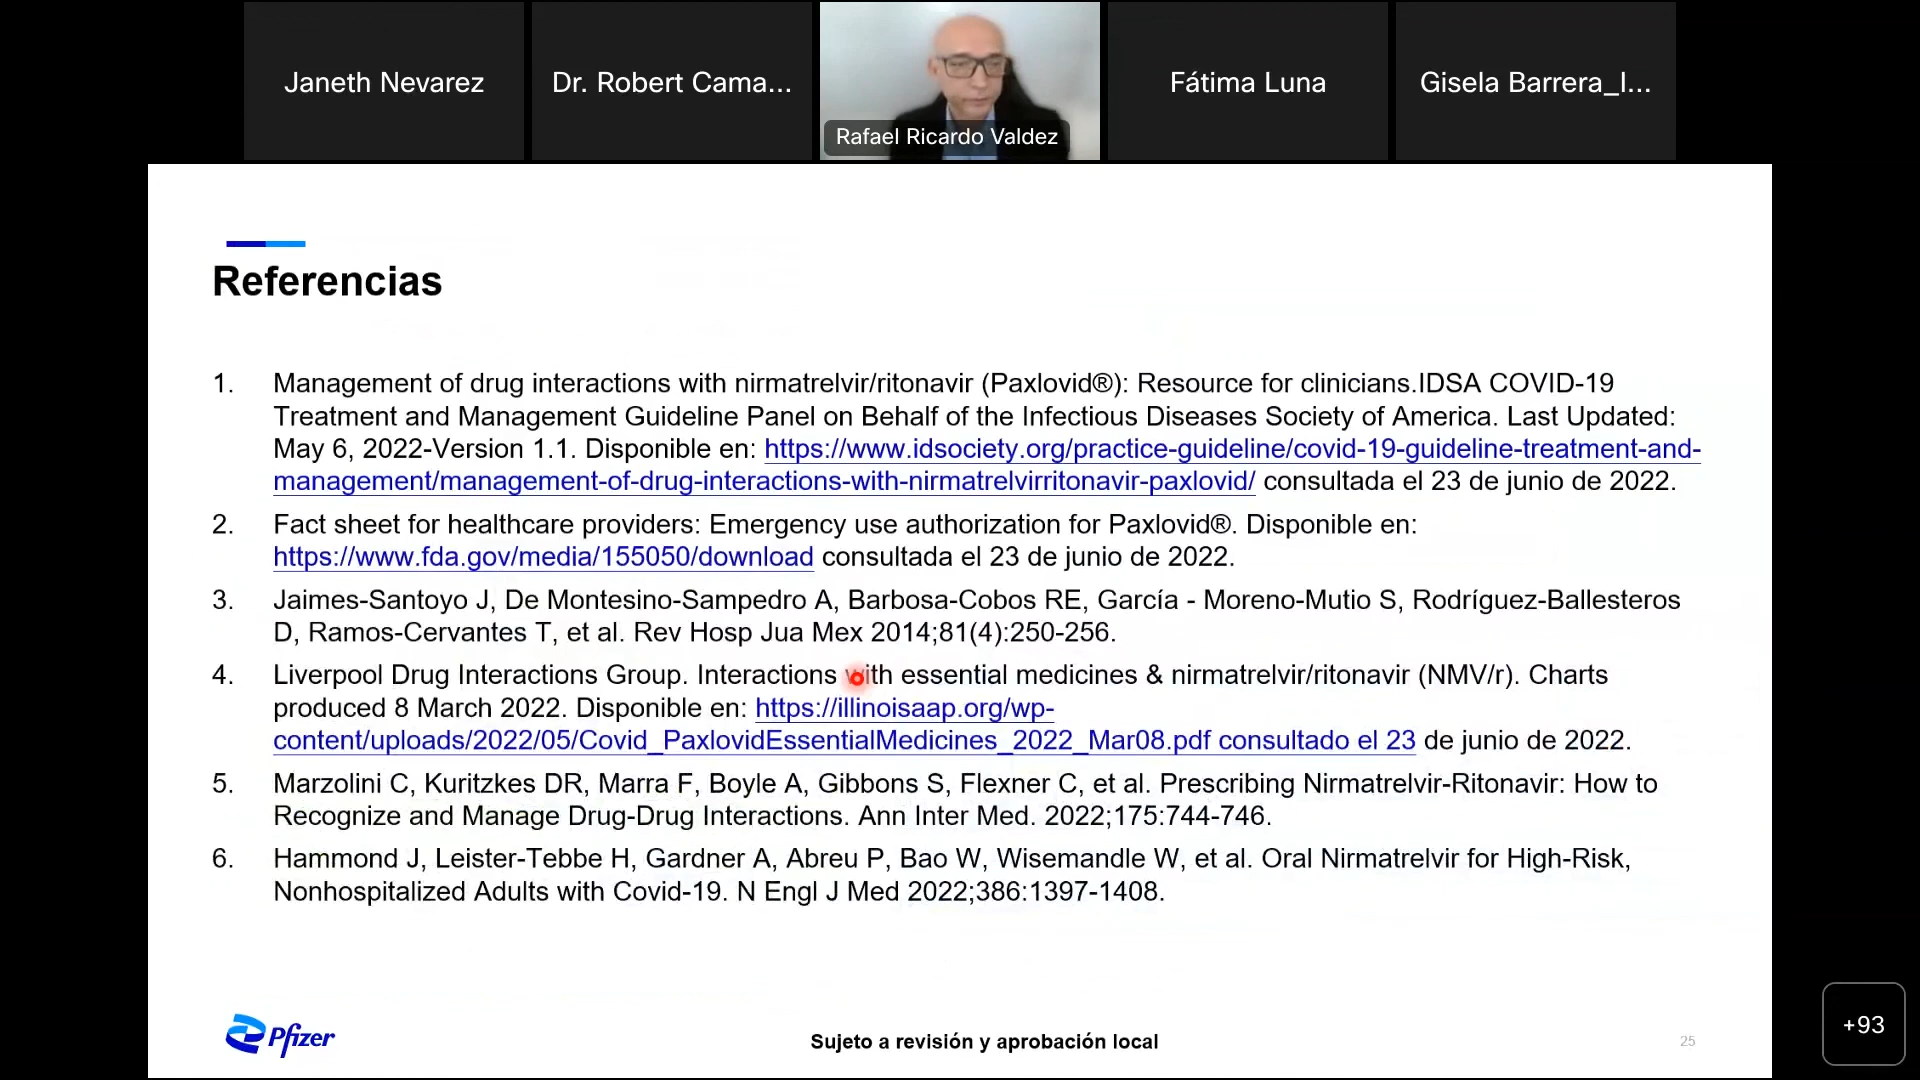 Janeth Nevarez
Dr. Robert Cama...
Rafael Ricardo Valdez
Fátima Luna
Gisela Barrera_I...
Referencias
1. Management of drug interactions with nirmatrelvir/ritonavir (Paxlovid®): Resource for clinicians.IDSA COVID-19
Treatment and Management Guideline Panel on Behalf of the Infectious Diseases Society of America. Last Updated:
May 6, 2022-Version 1.1. Disponible en: https://www.idsociety.org/practice-guideline/covid-19-guideline-treatment-and-
management/management-of-drug-interactions-with-nirmatrelvirritonavir-paxlovid/ consultada el 23 de junio de 2022.
2. Fact sheet for healthcare providers: Emergency use authorization for Paxlovid®. Disponible en:
https://www.fda.gov/media/155050/download consultada el 23 de junio de 2022.
3. Jaimes-Santoyo J, De Montesino-Sampedro A, Barbosa-Cobos RE, García - Moreno-Mutio S, Rodríguez-Ballesteros
D, Ramos-Cervantes T, et al. Rev Hosp Jua Mex 2014;81(4):250-256.
4. Liverpool Drug Interactions Group. Interactions with essential medicines & nirmatrelvir/ritonavir (NMV/r). Charts
produced 8 March 2022. Disponible en: https://illinoisaap.org/wp-
content/uploads/2022/05/Covid_PaxlovidEssentialMedicines_2022_Mar08.pdf consultado el 23 de junio de 2022.
5. Marzolini C, Kuritzkes DR, Marra F, Boyle A, Gibbons S, Flexner C, et al. Prescribing Nirmatrelvir-Ritonavir: How to
Recognize and Manage Drug-Drug Interactions. Ann Inter Med. 2022;175:744-746.
6. Hammond J, Leister-Tebbe H, Gardner A, Abreu P, Bao W, Wisemandle W, et al. Oral Nirmatrelvir for High-Risk,
Nonhospitalized Adults with Covid-19. N Engl J Med 2022;386:1397-1408.
Pfizer
Sujeto a revisión y aprobación local
25
+93